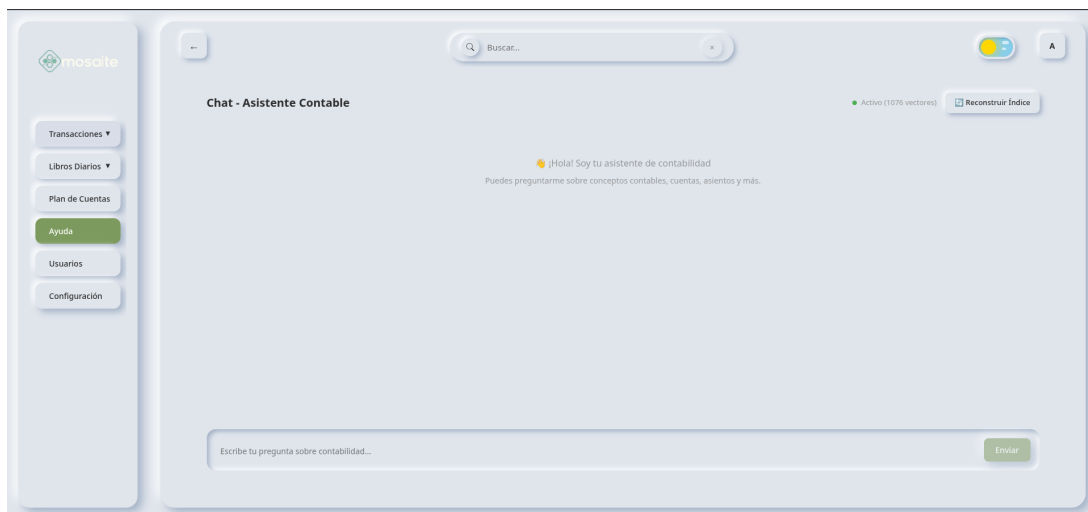 mosaite
Transacciones ▼
Libros Diarios ▼
Plan de Cuentas
Ayuda
Usuarios
Configuración
←
Buscar...
×
A
Chat - Asistente Contable
● Activo (1076 vectores)
🔄 Reconstruir Índice
👋 ¡Hola! Soy tu asistente de contabilidad
Puedes preguntarme sobre conceptos contables, cuentas, asientos y más.
Escribe tu pregunta sobre contabilidad...
Enviar